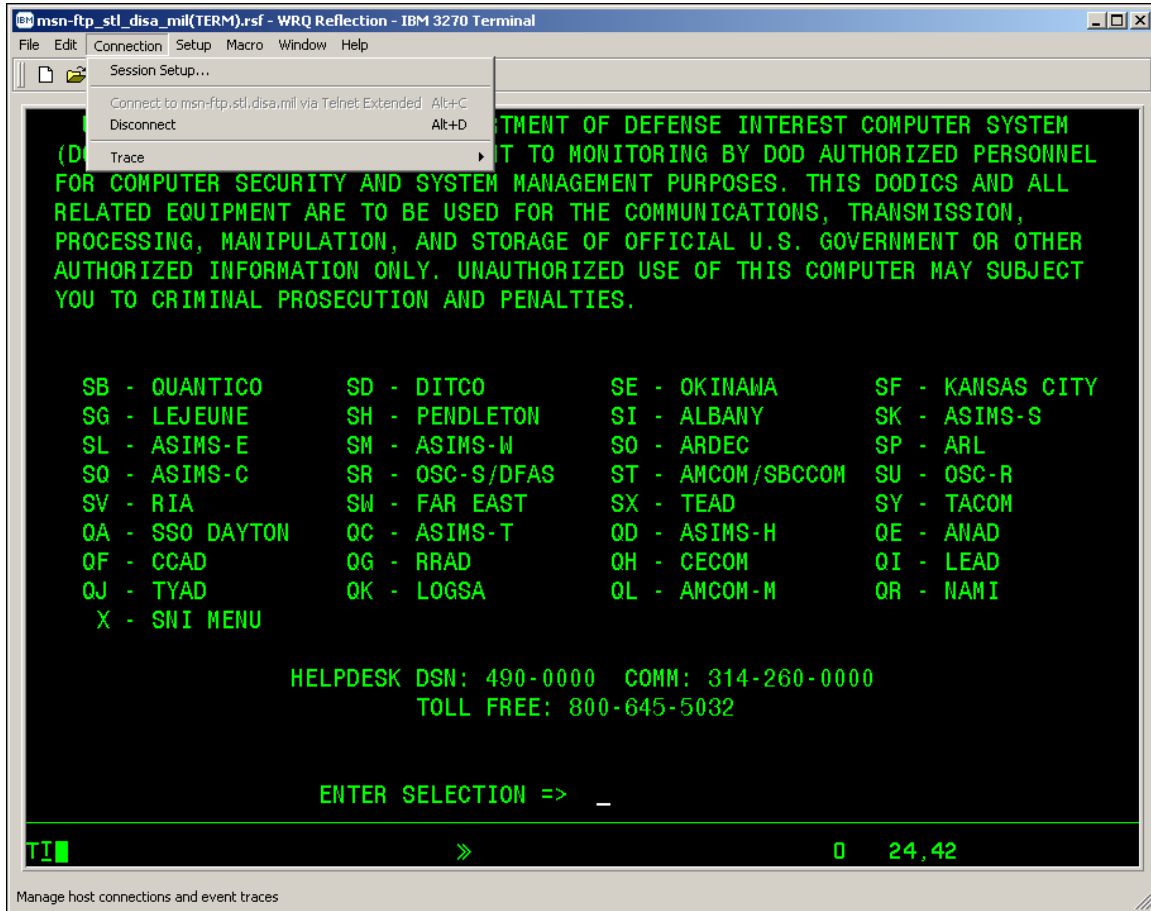 msn-ftp_stl_disa_mil(TERM).rsf - WRQ Reflection - IBM 3270 Terminal
File Edit Connection Setup Macro Window Help
Session Setup...
Connect to msn-ftp.stl.disa.mil via Telnet Extended Alt+C
Disconnect Alt+D
Trace
TMENT OF DEFENSE INTEREST COMPUTER SYSTEM
(D T TO MONITORING BY DOD AUTHORIZED PERSONNEL
FOR COMPUTER SECURITY AND SYSTEM MANAGEMENT PURPOSES. THIS DODICS AND ALL
RELATED EQUIPMENT ARE TO BE USED FOR THE COMMUNICATIONS, TRANSMISSION,
PROCESSING, MANIPULATION, AND STORAGE OF OFFICIAL U.S. GOVERNMENT OR OTHER
AUTHORIZED INFORMATION ONLY. UNAUTHORIZED USE OF THIS COMPUTER MAY SUBJECT
YOU TO CRIMINAL PROSECUTION AND PENALTIES.
SB - QUANTICO SD - DITCO SE - OKINAWA SF - KANSAS CITY
SG - LEJEUNE SH - PENDLETON SI - ALBANY SK - ASIMS-S
SL - ASIMS-E SM - ASIMS-W SO - ARDEC SP - ARL
SQ - ASIMS-C SR - OSC-S/DFAS ST - AMCOM/SBCCOM SU - OSC-R
SV - RIA SW - FAR EAST SX - TEAD SY - TACOM
QA - SSO DAYTON QC - ASIMS-T QD - ASIMS-H QE - ANAD
QF - CCAD QG - RRAD QH - CECOM QI - LEAD
QJ - TYAD QK - LOGSA QL - AMCOM-M QR - NAMI
X - SNI MENU
HELPDESK DSN: 490-0000 COMM: 314-260-0000
TOLL FREE: 800-645-5032
ENTER SELECTION => _
TI » 0 24,42
Manage host connections and event traces